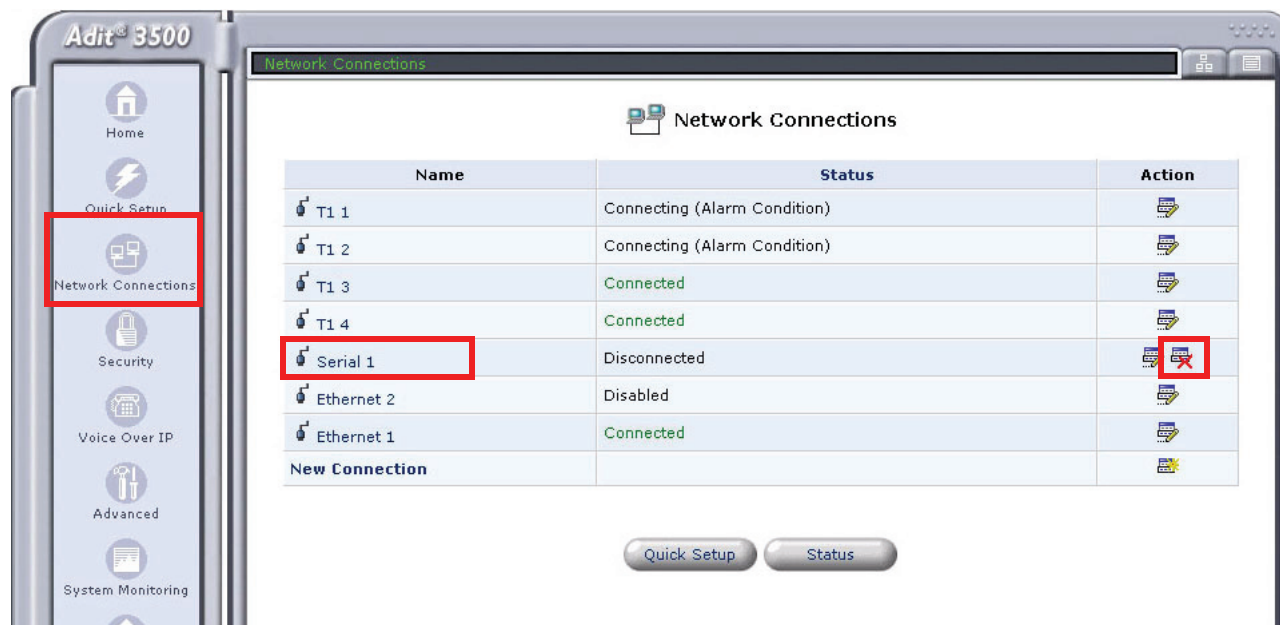 Adit® 3500
Network Connections
Home
Quick Setup
Network Connections
Security
Voice Over IP
Advanced
System Monitoring
Network Connections
Name Status Action
T1 1 Connecting (Alarm Condition)
T1 2 Connecting (Alarm Condition)
T1 3 Connected
T1 4 Connected
Serial 1 Disconnected
Ethernet 2 Disabled
Ethernet 1 Connected
New Connection
Quick Setup Status